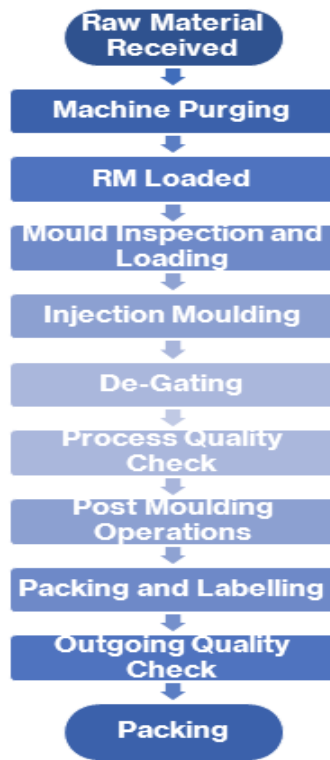 Raw Material
Received
Machine Purging
RM Loaded
Mould Inspection and
Loading
Injection Moulding
De-Gating
Process Quality
Check
Post Moulding
Operations
Packing and Labelling
Outgoing Quality
Check
Packing